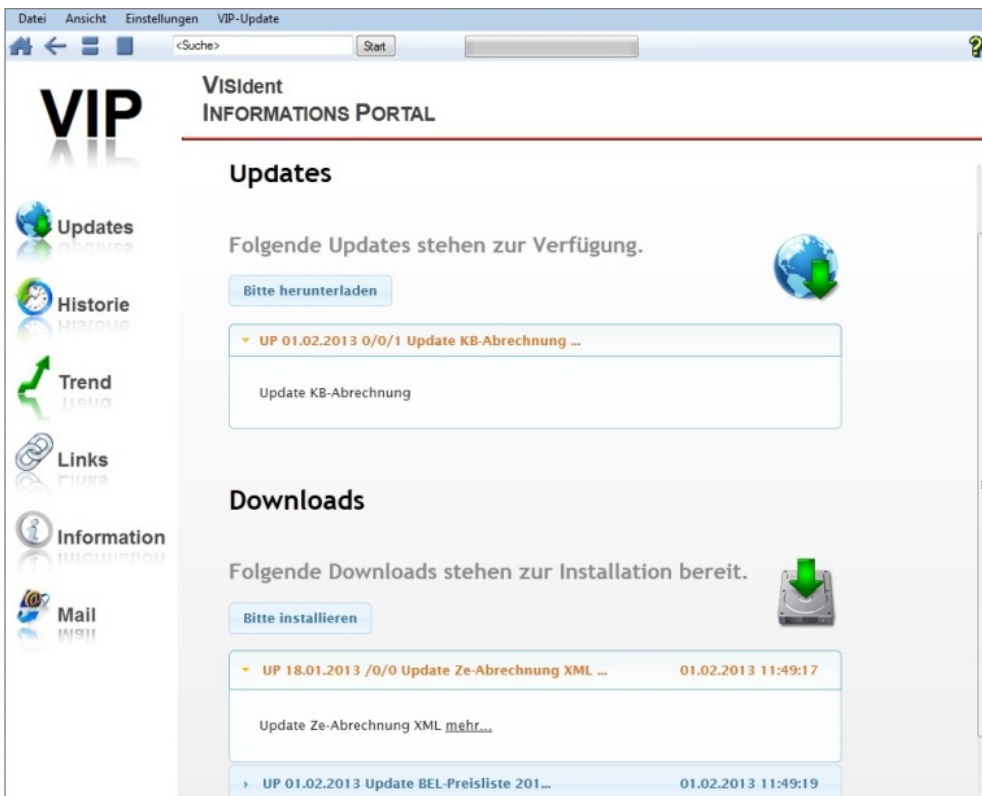 Datei Ansicht Einstellungen VIP-Update
<Suche> Start
VIP
VISIdent
INFORMATIONS PORTAL
Updates
Historie
Trend
Links
Information
Mail
Updates
Folgende Updates stehen zur Verfügung.
Bitte herunterladen
UP 01.02.2013 0/0/1 Update KB-Abrechnung ...
Update KB-Abrechnung
Downloads
Folgende Downloads stehen zur Installation bereit.
Bitte installieren
UP 18.01.2013 /0/0 Update Ze-Abrechnung XML ... 01.02.2013 11:49:17
Update Ze-Abrechnung XML mehr...
UP 01.02.2013 Update BEL-Preisliste 201... 01.02.2013 11:49:19